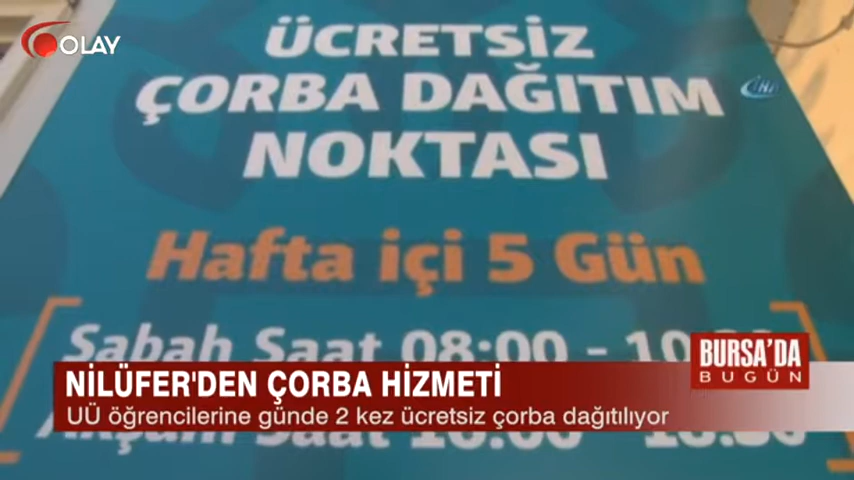 OLAY
ÜCRETSİZ
ÇORBA DAĞITIM
İHA
NOKTASI
Hafta içi 5 Gün
Sabah Saat 08:00 -
BURSA'DA
BUGÜN
NİLÜFER'DEN ÇORBA HİZMETİ
UÜ öğrencilerine günde 2 kez ücretsiz çorba dağıtılıyor